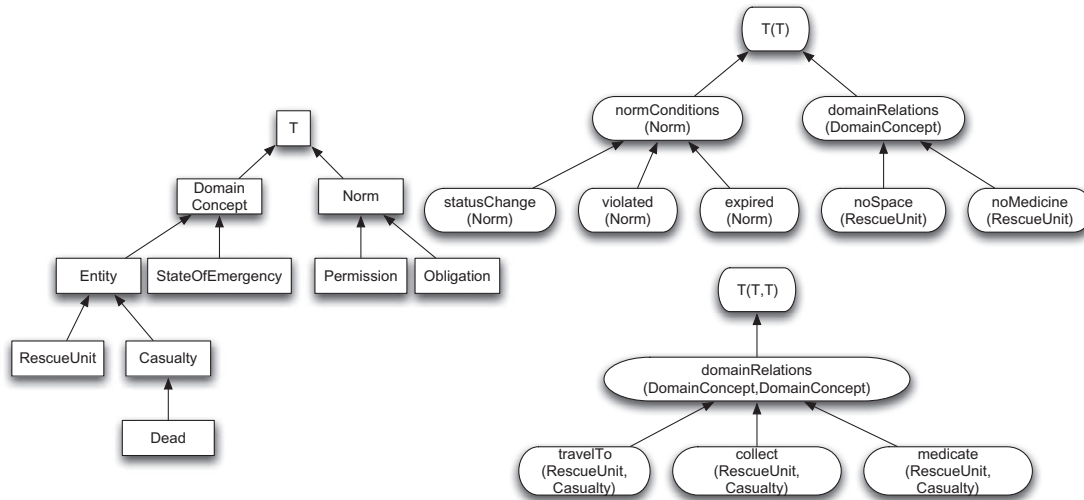 T
Domain
Concept
Norm
Entity
StateOfEmergency
Permission
Obligation
RescueUnit
Casualty
Dead
T(T)
normConditions
(Norm)
domainRelations
(DomainConcept)
statusChange
(Norm)
violated
(Norm)
expired
(Norm)
noSpace
(RescueUnit)
noMedicine
(RescueUnit)
T(T,T)
domainRelations
(DomainConcept,DomainConcept)
travelTo
(RescueUnit,
Casualty)
collect
(RescueUnit,
Casualty)
medicate
(RescueUnit,
Casualty)